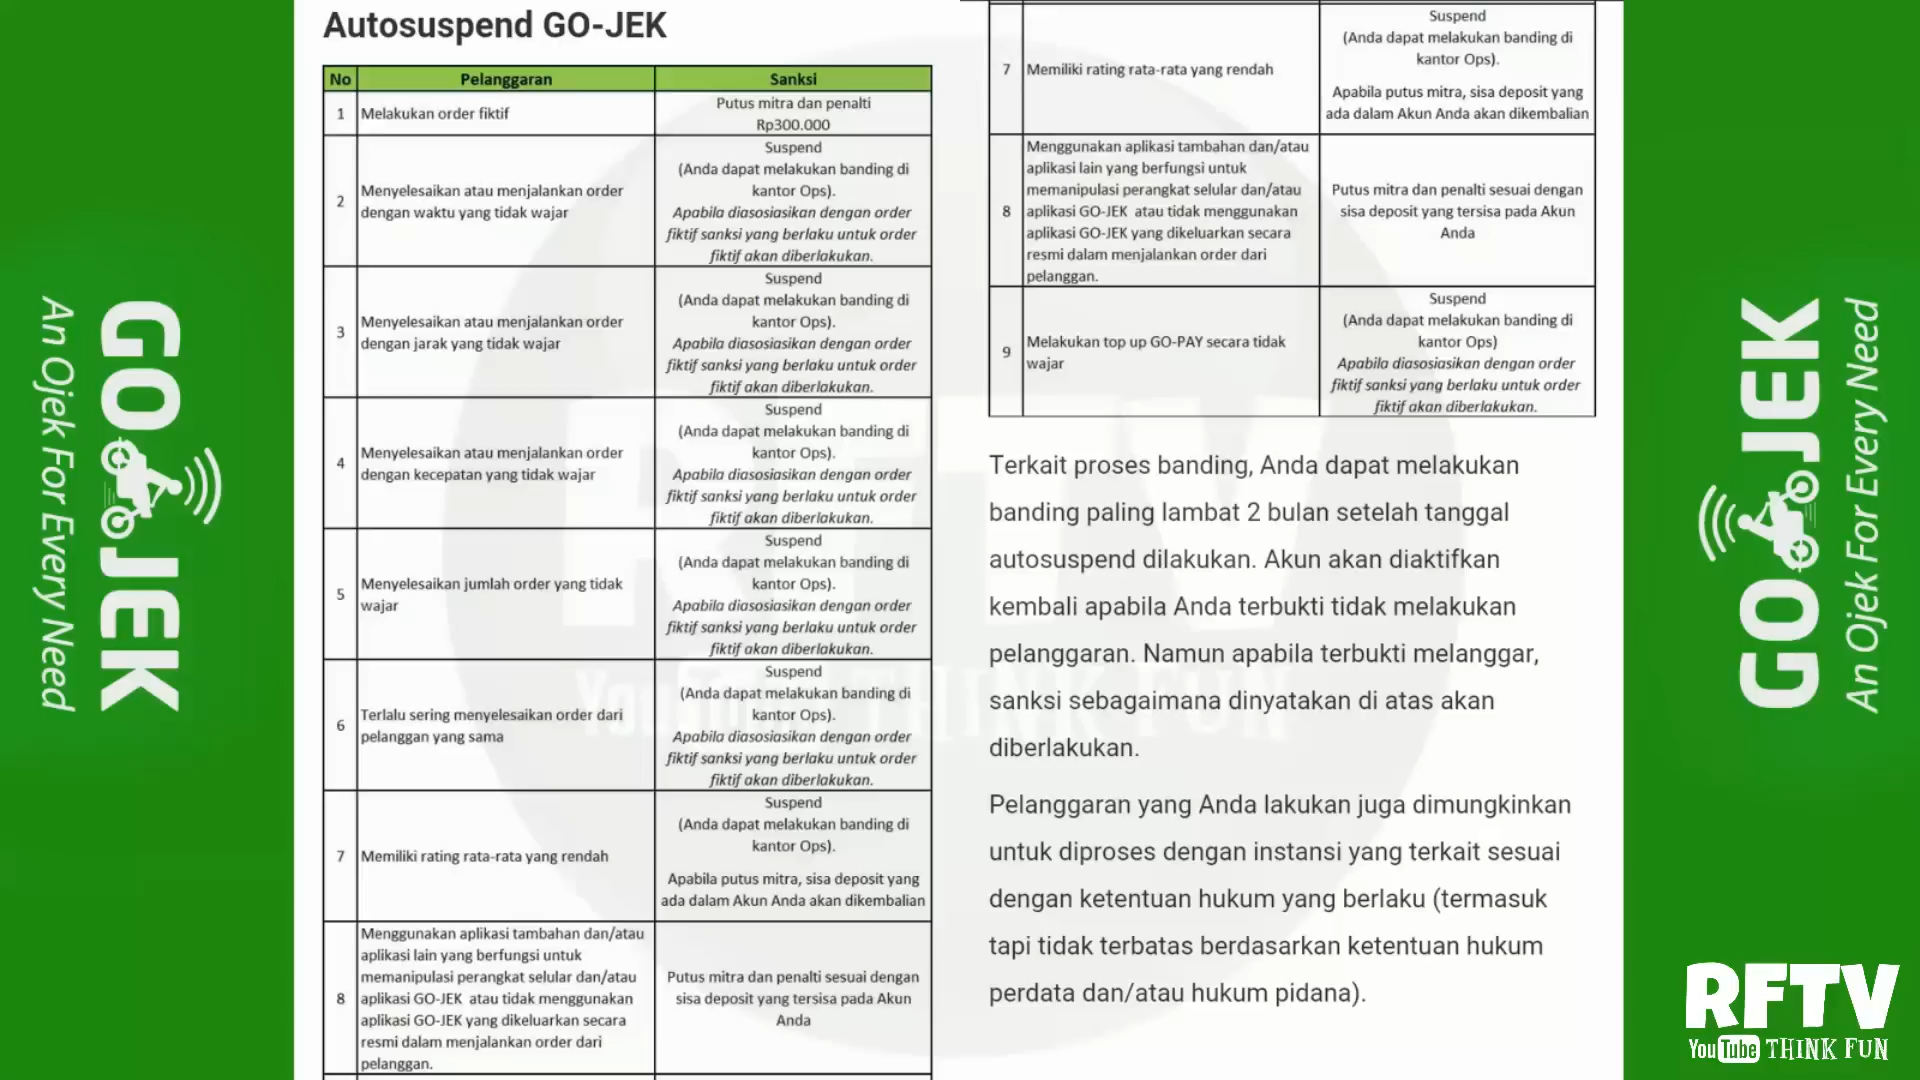 Autosuspend GO-JEK
No Pelanggaran Sanksi
1 Melakukan order fiktif
Putus mitra dan penalti
Rp300.000
2 Menyelesaikan atau menjalankan order
dengan waktu yang tidak wajar
Suspend
(Anda dapat melakukan banding di
kantor Ops).
Apabila diasosiasikan dengan order
fiktif sanksi yang berlaku untuk order
fiktif akan diberlakukan.
3 Menyelesaikan atau menjalankan order
dengan jarak yang tidak wajar
Suspend
(Anda dapat melakukan banding di
kantor Ops).
Apabila diasosiasikan dengan order
fiktif sanksi yang berlaku untuk order
fiktif akan diberlakukan.
4 Menyelesaikan atau menjalankan order
dengan kecepatan yang tidak wajar
Suspend
(Anda dapat melakukan banding di
kantor Ops).
Apabila diasosiasikan dengan order
fiktif sanksi yang berlaku untuk order
fiktif akan diberlakukan.
5 Menyelesaikan jumlah order yang tidak
wajar
Suspend
(Anda dapat melakukan banding di
kantor Ops).
Apabila diasosiasikan dengan order
fiktif sanksi yang berlaku untuk order
fiktif akan diberlakukan.
6 Terlalu sering menyelesaikan order dari
pelanggan yang sama
Suspend
(Anda dapat melakukan banding di
kantor Ops).
Apabila diasosiasikan dengan order
fiktif sanksi yang berlaku untuk order
fiktif akan diberlakukan.
7 Memiliki rating rata-rata yang rendah
Suspend
(Anda dapat melakukan banding di
kantor Ops).
Apabila putus mitra, sisa deposit yang
ada dalam Akun Anda akan dikembalian
8 Menggunakan aplikasi tambahan dan/atau
aplikasi lain yang berfungsi untuk
memanipulasi perangkat selular dan/atau
aplikasi GO-JEK atau tidak menggunakan
aplikasi GO-JEK yang dikeluarkan secara
resmi dalam menjalankan order dari
pelanggan.
Putus mitra dan penalti sesuai dengan
sisa deposit yang tersisa pada Akun
Anda
7 Memiliki rating rata-rata yang rendah
Suspend
(Anda dapat melakukan banding di
kantor Ops).
Apabila putus mitra, sisa deposit yang
ada dalam Akun Anda akan dikembalian
8 Menggunakan aplikasi tambahan dan/atau
aplikasi lain yang berfungsi untuk
memanipulasi perangkat selular dan/atau
aplikasi GO-JEK atau tidak menggunakan
aplikasi GO-JEK yang dikeluarkan secara
resmi dalam menjalankan order dari
pelanggan.
Putus mitra dan penalti sesuai dengan
sisa deposit yang tersisa pada Akun
Anda
9 Melakukan top up GO-PAY secara tidak
wajar
Suspend
(Anda dapat melakukan banding di
kantor Ops)
Apabila diasosiasikan dengan order
fiktif sanksi yang berlaku untuk order
fiktif akan diberlakukan.
Terkait proses banding, Anda dapat melakukan
banding paling lambat 2 bulan setelah tanggal
autosuspend dilakukan. Akun akan diaktifkan
kembali apabila Anda terbukti tidak melakukan
pelanggaran. Namun apabila terbukti melanggar,
sanksi sebagaimana dinyatakan di atas akan
diberlakukan.
Pelanggaran yang Anda lakukan juga dimungkinkan
untuk diproses dengan instansi yang terkait sesuai
dengan ketentuan hukum yang berlaku (termasuk
tapi tidak terbatas berdasarkan ketentuan hukum
perdata dan/atau hukum pidana).
GO-JEK
An Ojek For Every Need
GO-JEK
An Ojek For Every Need
RFTV
YouTube THINK FUN
RFTV
YouTube THINK FUN